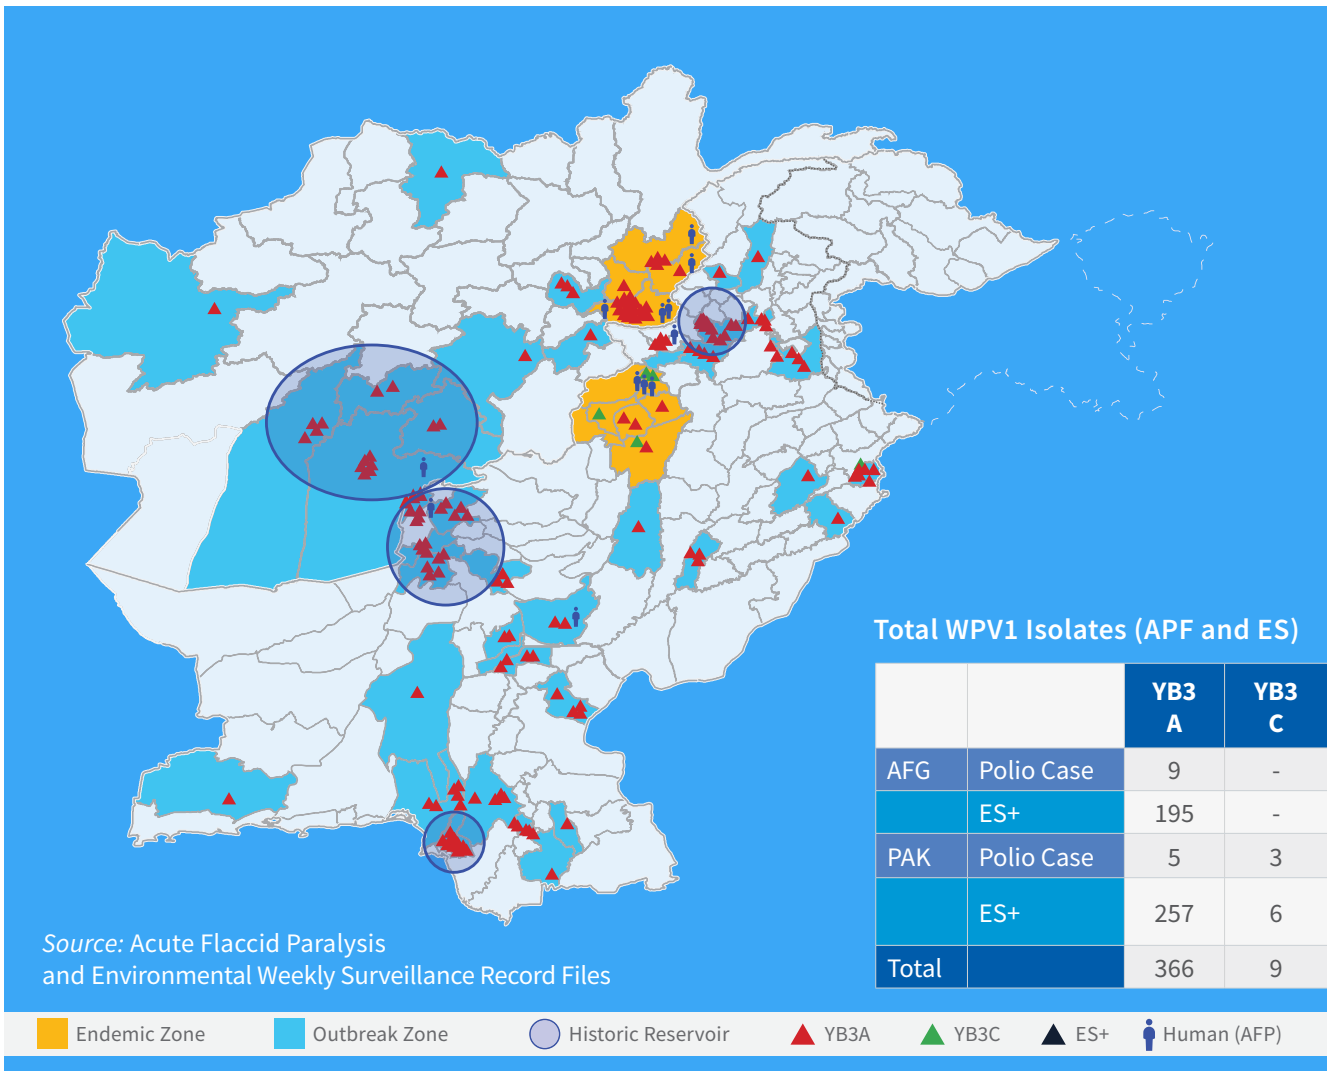 Total WPV1 Isolates (APF and ES)
YB3 A YB3 C
AFG Polio Case 9 -
ES+ 195 -
PAK Polio Case 5 3
ES+ 257 6
Total 366 9
Source: Acute Flaccid Paralysis
and Environmental Weekly Surveillance Record Files
Endemic Zone Outbreak Zone Historic Reservoir YB3A YB3C ES+ Human (AFP)